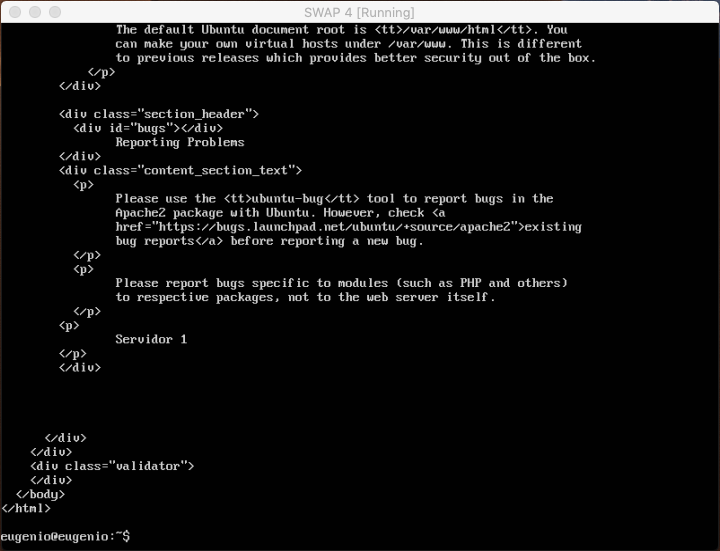 SWAP 4 [Running]
The default Ubuntu document root is <tt>/var/www/html</tt>. You
can make your own virtual hosts under /var/www. This is different
to previous releases which provides better security out of the box.
</p>
</div>
<div class="section_header">
<div id="bugs"></div>
Reporting Problems
</div>
<div class="content_section_text">
<p>
Please use the <tt>ubuntu-bug</tt> tool to report bugs in the
Apache2 package with Ubuntu. However, check <a
href="https://bugs.launchpad.net/ubuntu/+source/apache2">existing
bug reports</a> before reporting a new bug.
</p>
<p>
Please report bugs specific to modules (such as PHP and others)
to respective packages, not to the web server itself.
</p>
<p>
Servidor 1
</p>
</div>
</div>
</div>
<div class="validator">
</div>
</body>
</html>
eugenio@eugenio:~$